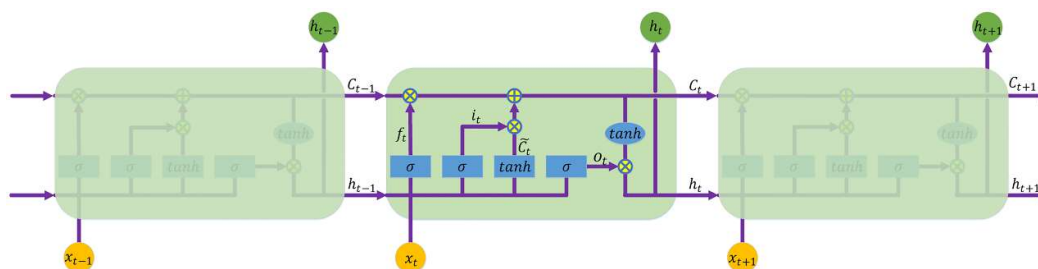 h_{t−1} h_t h_{t+1}
C_{t−1} C_t C_{t+1}
f_t i_t C̃_t o_t
tanh tanh tanh
σ σ tanh σ σ σ tanh σ σ σ tanh σ
h_{t−1} h_t h_{t+1}
x_{t−1} x_t x_{t+1}